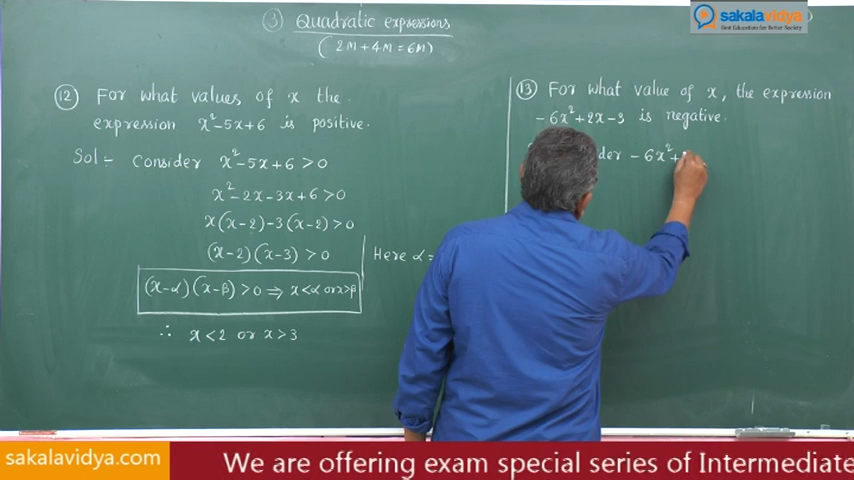 ③ Quadratic expressions
(2M+4M=6M)
sakalavidya
Best Education for Better Society
⑫ For what values of x the
expression x²-5x+6 is positive.
Sol:- Consider x²-5x+6>0
x²-2x-3x+6>0
x(x-2)-3(x-2)>0
(x-2)(x-3)>0
Here α=
(x-α)(x-β)>0⇒x<α or x>β
∴ x<2 or x>3
⑬ For what value of x, the expression
-6x²+2x-3 is negative.
der -6x²+
sakalavidya.com
We are offering exam special series of Intermediate